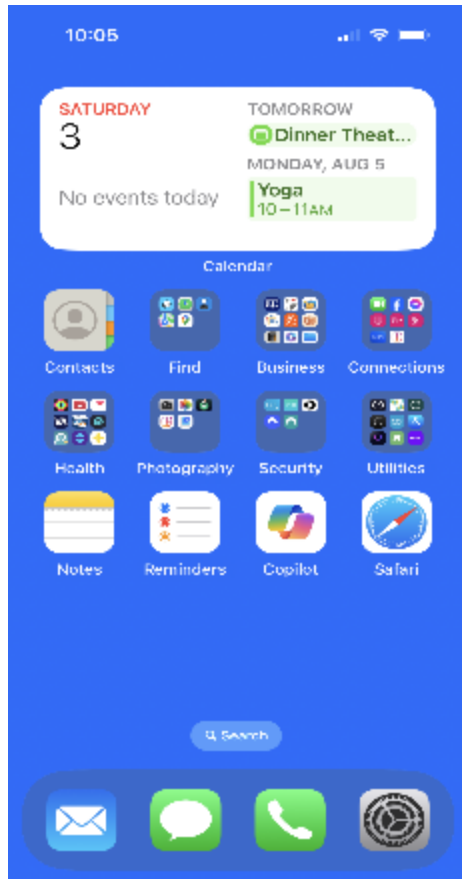 10:05
SATURDAY
3
No events today
TOMORROW
Dinner Theat...
MONDAY, AUG 5
Yoga
10–11AM
Calendar
Contacts
Find
Business
Connections
Health
Photography
Security
Utilities
Notes
Reminders
Copilot
Safari
Search